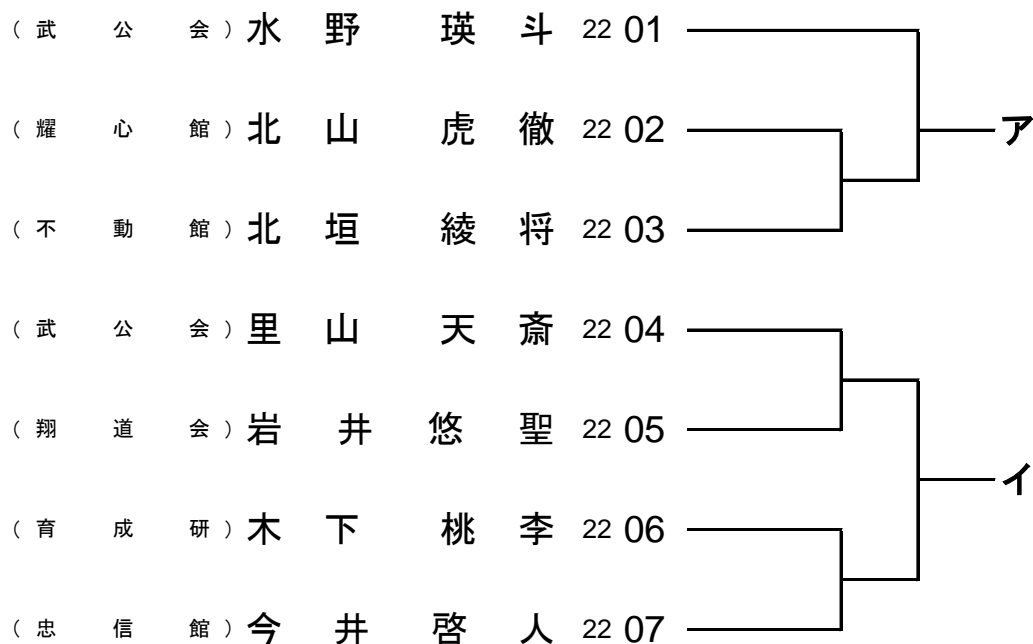 （武公会）水野 瑛斗 22 01
（耀心館）北山 虎徹 22 02
ア
（不動館）北垣 綾将 22 03
（武公会）里山 天斎 22 04
（翔道会）岩井 悠聖 22 05
イ
（育成研）木下 桃李 22 06
（忠信館）今井 啓人 22 07